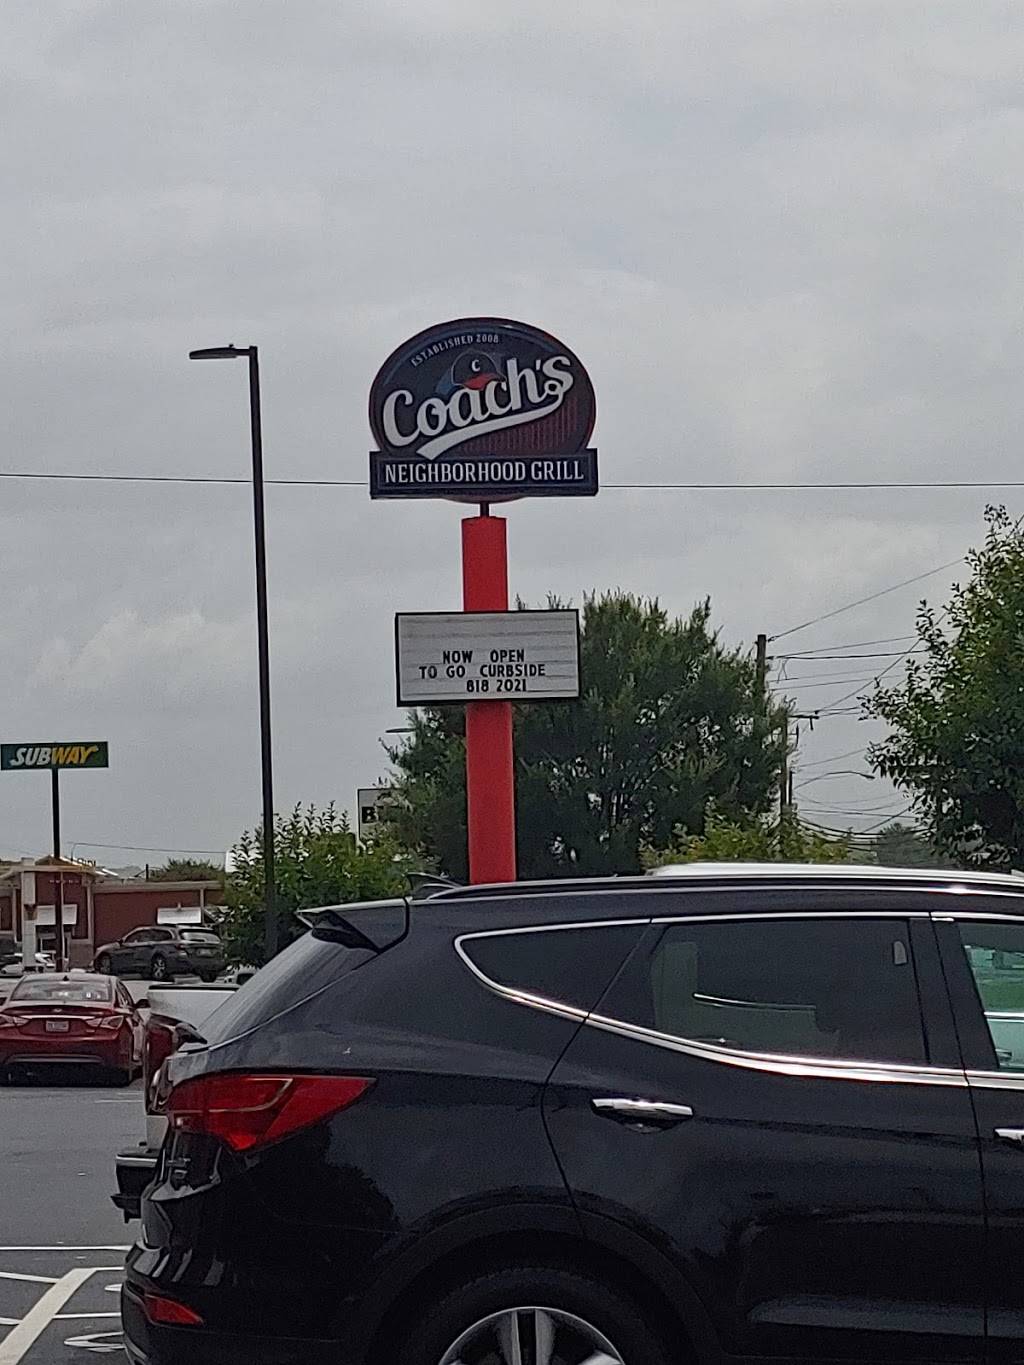 ESTABLISHED 2008
C
Coach's
NEIGHBORHOOD GRILL
NOW OPEN
TO GO CURBSIDE
818 2021
SUBWAY